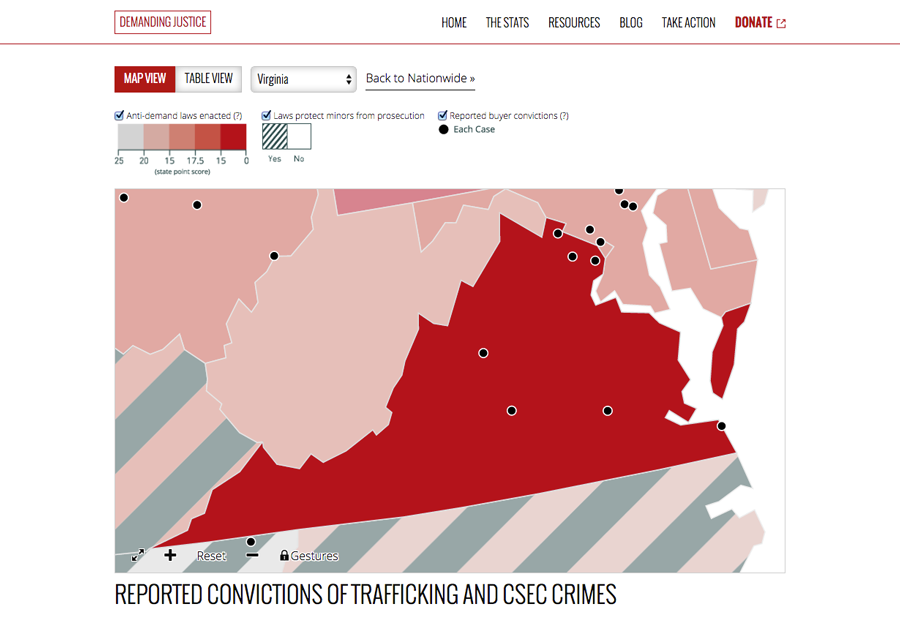 DEMANDING JUSTICE
HOME THE STATS RESOURCES BLOG TAKE ACTION DONATE
MAP VIEW TABLE VIEW Virginia Back to Nationwide »
Anti-demand laws enacted (?) Laws protect minors from prosecution Reported buyer convictions (?)
Each Case
25 20 15 17.5 15 0 Yes No
(state point score)
+ Reset − Gestures
REPORTED CONVICTIONS OF TRAFFICKING AND CSEC CRIMES